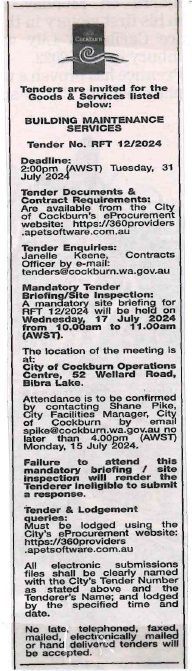 City of
Cockburn
Tenders are invited for the
Goods & Services listed
below:
BUILDING MAINTENANCE
SERVICES
Tender No. RFT 12/2024
Deadline:
2:00pm (AWST) Tuesday, 31
July 2024
Tender Documents &
Contract Requirements:
Are available from the City
of Cockburn's eProcurement
website: https://360providers
.apetsoftware.com.au
Tender Enquiries:
Janelle Keene, Contracts
Officer by e-mail:
tenders@cockburn.wa.gov.au
Mandatory Tender
Briefing/Site Inspection:
A mandatory site briefing for
RFT 12/2024 will be held on
Wednesday, 17 July 2024
from 10.00am to 11.00am
(AWST).
The location of the meeting is
at:
City of Cockburn Operations
Centre, 52 Wellard Road,
Bibra Lake.
Attendance is to be confirmed
by contacting Shane Pike,
City Facilities Manager, City
of Cockburn by email
spike@cockburn.wa.gov.au no
later than 4.00pm (AWST)
Monday, 15 July 2024.
Failure to attend this
mandatory briefing / site
inspection will render the
Tenderer ineligible to submit
a response.
Tender & Lodgement
queries:
Must be lodged using the
City's eProcurement website:
https://360providers
.apetsoftware.com.au
All electronic submissions
files shall be clearly named
with the City's Tender Number
as stated above and the
Tenderer's Name; and lodged
by the specified time and
date.
No late, telephoned, faxed,
mailed, electronically mailed
or hand delivered tenders will
be accepted.